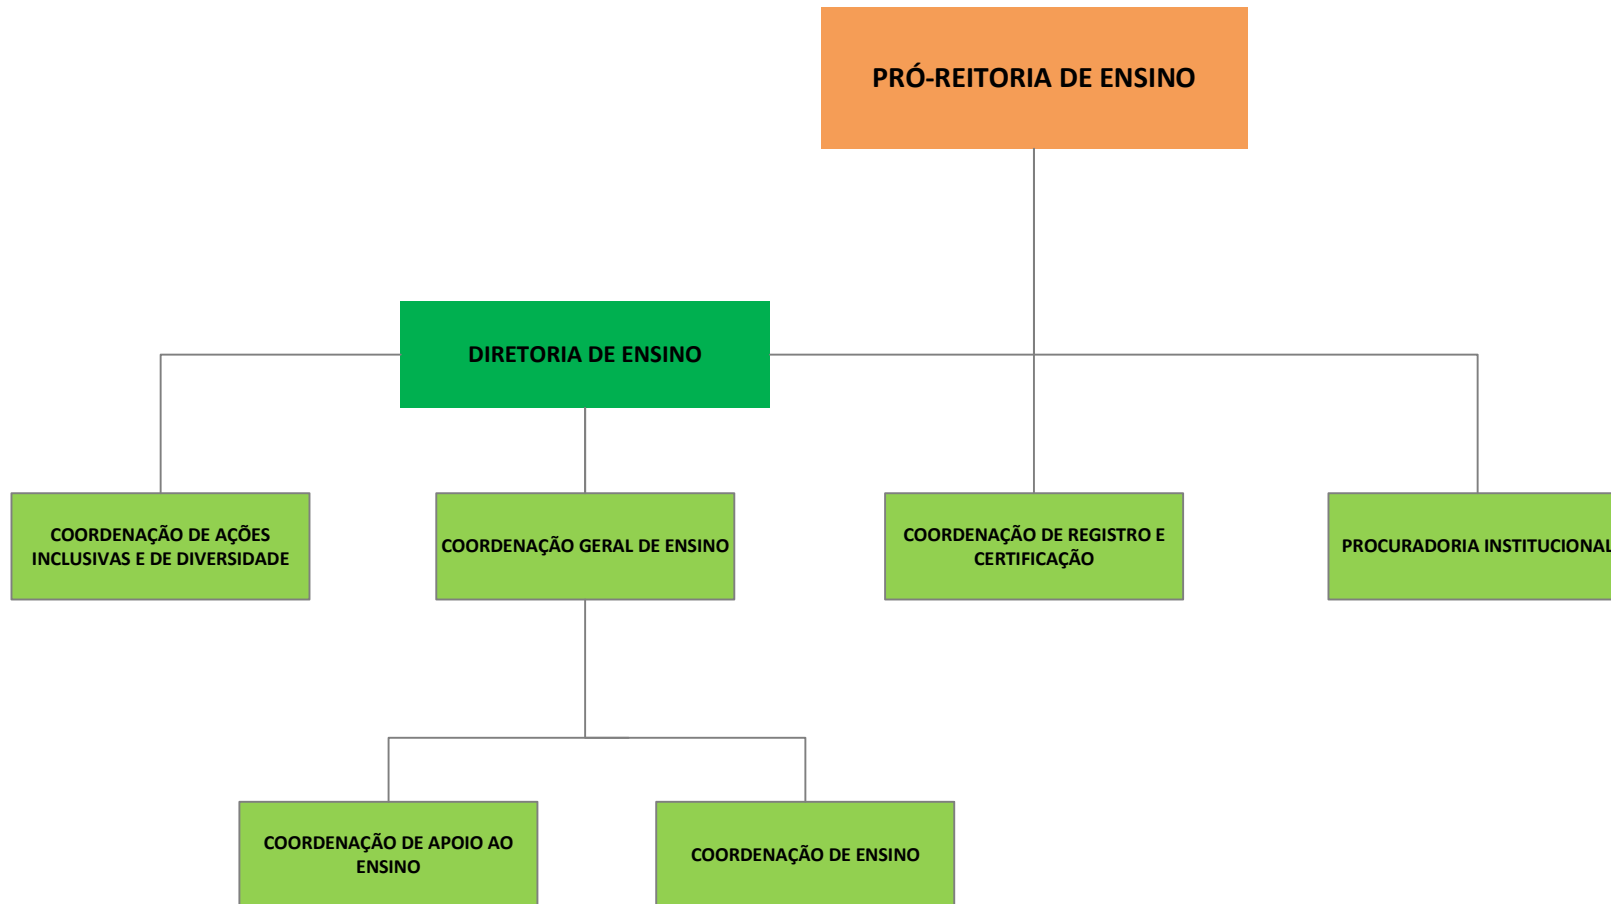 PRÓ-REITORIA DE ENSINO
DIRETORIA DE ENSINO
COORDENAÇÃO DE AÇÕES
INCLUSIVAS E DE DIVERSIDADE
COORDENAÇÃO GERAL DE ENSINO
COORDENAÇÃO DE REGISTRO E
CERTIFICAÇÃO
PROCURADORIA INSTITUCIONAL
COORDENAÇÃO DE APOIO AO
ENSINO
COORDENAÇÃO DE ENSINO